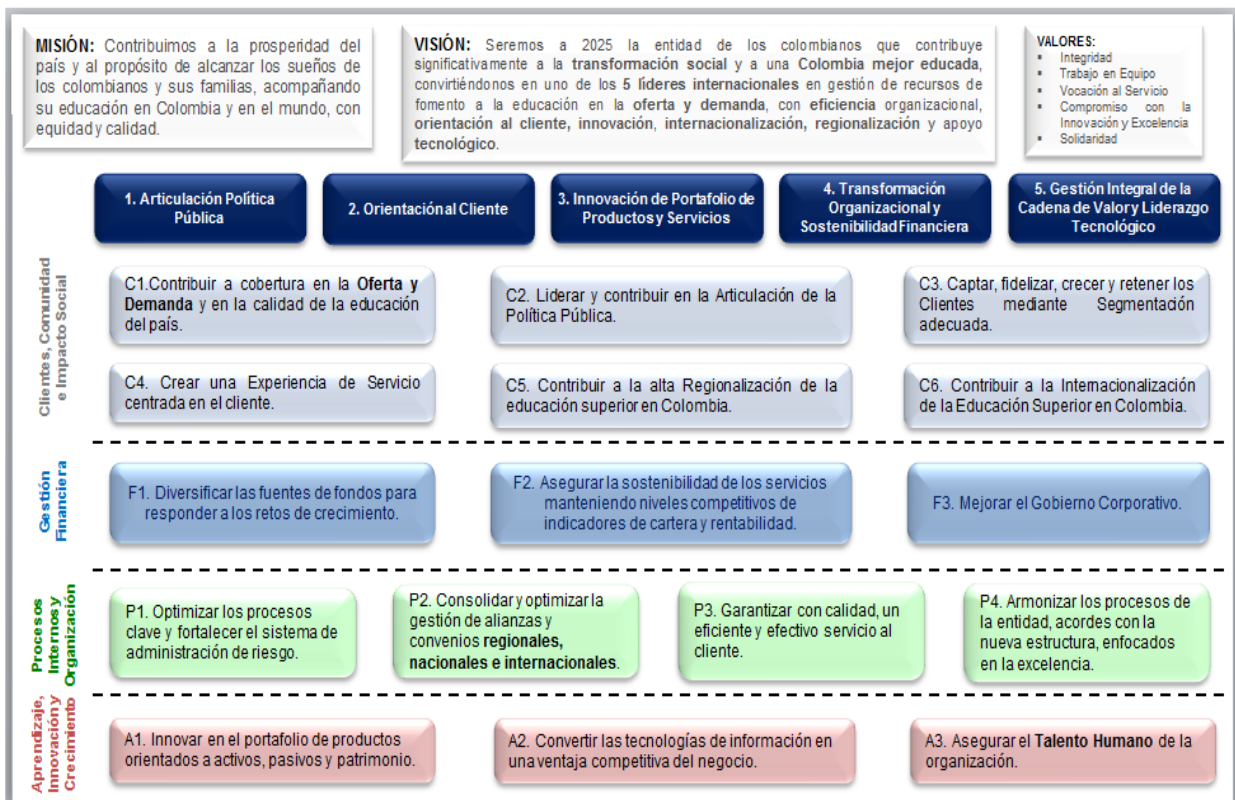 MISIÓN: Contribuimos a la prosperidad del
país y al propósito de alcanzar los sueños de
los colombianos y sus familias, acompañando
su educación en Colombia y en el mundo, con
equidad y calidad.
VISIÓN: Seremos a 2025 la entidad de los colombianos que contribuye
significativamente a la transformación social y a una Colombia mejor educada,
convirtiéndonos en uno de los 5 líderes internacionales en gestión de recursos de
fomento a la educación en la oferta y demanda, con eficiencia organizacional,
orientación al cliente, innovación, internacionalización, regionalización y apoyo
tecnológico.
VALORES:
▪ Integridad
▪ Trabajo en Equipo
▪ Vocación al Servicio
▪ Compromiso con la
Innovación y Excelencia
▪ Solidaridad
1. Articulación Política
Pública
2. Orientación al Cliente
3. Innovación de Portafolio de
Productos y Servicios
4. Transformación
Organizacional y
Sostenibilidad Financiera
5. Gestión Integral de la
Cadena de Valor y Liderazgo
Tecnológico
Clientes, Comunidad
e Impacto Social
C1.Contribuir a cobertura en la Oferta y
Demanda y en la calidad de la educación
del país.
C2. Liderar y contribuir en la Articulación de la
Política Pública.
C3. Captar, fidelizar, crecer y retener los
Clientes mediante Segmentación
adecuada.
C4. Crear una Experiencia de Servicio
centrada en el cliente.
C5. Contribuir a la alta Regionalización de la
educación superior en Colombia.
C6. Contribuir a la Internacionalización
de la Educación Superior en Colombia.
Gestión
Financiera
F1. Diversificar las fuentes de fondos para
responder a los retos de crecimiento.
F2. Asegurar la sostenibilidad de los servicios
manteniendo niveles competitivos de
indicadores de cartera y rentabilidad.
F3. Mejorar el Gobierno Corporativo.
Procesos
Internos y
Organización
P1. Optimizar los procesos
clave y fortalecer el sistema de
administración de riesgo.
P2. Consolidar y optimizar la
gestión de alianzas y
convenios regionales,
nacionales e internacionales.
P3. Garantizar con calidad, un
eficiente y efectivo servicio al
cliente.
P4. Armonizar los procesos de
la entidad, acordes con la
nueva estructura, enfocados
en la excelencia.
Aprendizaje,
Innovación y
Crecimiento
A1. Innovar en el portafolio de productos
orientados a activos, pasivos y patrimonio.
A2. Convertir las tecnologías de información en
una ventaja competitiva del negocio.
A3. Asegurar el Talento Humano de la
organización.